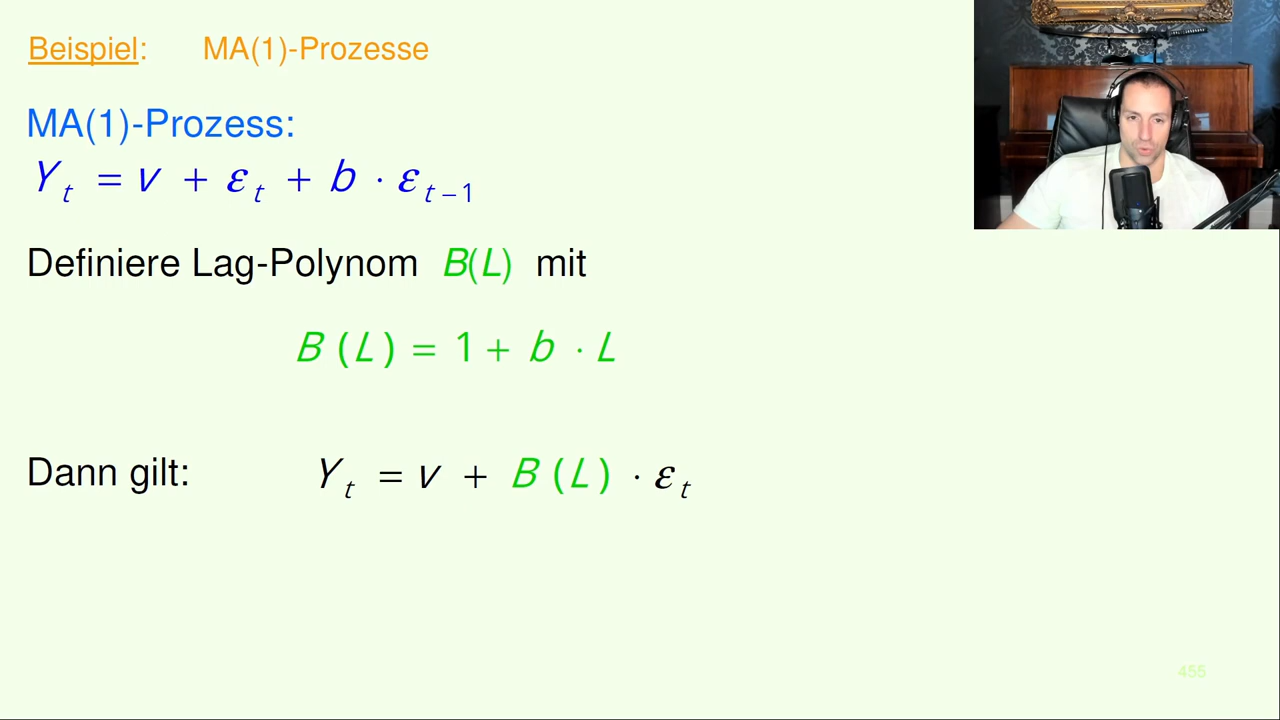 Beispiel: MA(1)-Prozesse
MA(1)-Prozess:
Y_t = v + ε_t + b · ε_{t-1}
Definiere Lag-Polynom B(L) mit
B(L) = 1 + b · L
Dann gilt: Y_t = v + B(L) · ε_t
455